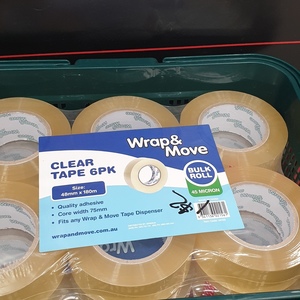 Wrap&
Move
CLEAR
TAPE 6PK
Size:
48mm x 180m
BULK
ROLL
45 MICRON
• Quality adhesive
• Core width 75mm
• Fits any Wrap & Move Tape Dispenser
wrapandmove.com.au